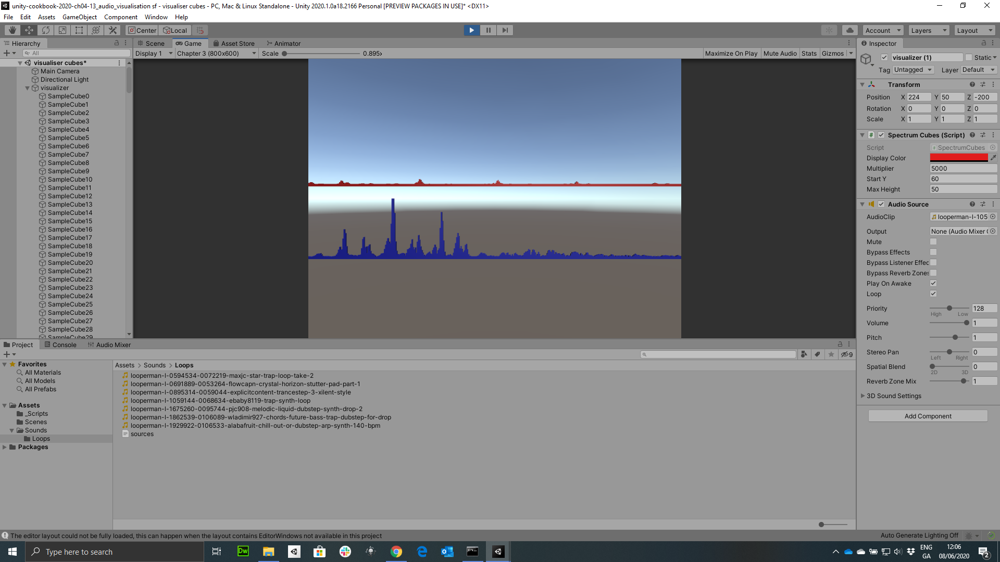 unity-cookbook-2020-ch04-13_audio_visualisation sf - visualiser cubes - PC, Mac & Linux Standalone - Unity 2020.1.0a18.2166 Personal [PREVIEW PACKAGES IN USE]* <DX11>
File Edit Assets GameObject Component Window Help
Center Local Account Layers Layout
Hierarchy Scene Game Asset Store Animator Inspector
All Display 1 Chapter 3 (800x600) Scale 0.895x Maximize On Play Mute Audio Stats Gizmos
visualizer (1) Static
Tag Untagged Layer Default
visualiser cubes*
Main Camera
Directional Light
visualizer
SampleCube0
SampleCube1
SampleCube2
SampleCube3
SampleCube4
SampleCube5
SampleCube6
SampleCube7
SampleCube8
SampleCube9
SampleCube10
SampleCube11
SampleCube12
SampleCube13
SampleCube14
SampleCube15
SampleCube16
SampleCube17
SampleCube18
SampleCube19
SampleCube20
SampleCube21
SampleCube22
SampleCube23
SampleCube24
SampleCube25
SampleCube26
SampleCube27
SampleCube28
SampleCube29
Transform
Position X 224 Y 50 Z -200
Rotation X 0 Y 0 Z 0
Scale X 1 Y 1 Z 1
# Spectrum Cubes (Script)
Script SpectrumCubes
Display Color
Multiplier 5000
Start Y 60
Max Height 50
Audio Source
AudioClip looperman-l-105
Output None (Audio Mixer
Mute
Bypass Effects
Bypass Listener Effec
Bypass Reverb Zones
Play On Awake
Loop
Priority 128
High Low
Volume 1
Pitch 1
Stereo Pan 0
Left Right
Spatial Blend 0
2D 3D
Reverb Zone Mix 1
3D Sound Settings
Add Component
Project Console Audio Mixer
9
Favorites
All Materials
All Models
All Prefabs
Assets
_Scripts
Scenes
Sounds
Loops
Packages
Assets > Sounds > Loops
looperman-l-0594534-0072219-maxjc-star-trap-loop-take-2
looperman-l-0691889-0053264-flowcapn-crystal-horizon-stutter-pad-part-1
looperman-l-0895314-0059044-explicitcontent-trancestep-3-xilent-style
looperman-l-1059144-0068634-ebaby8119-trap-synth-loop
looperman-l-1675260-0095744-pjc908-melodic-liquid-dubstep-synth-drop-2
looperman-l-1862539-0106089-wladimir927-chords-future-bass-trap-dubstep-for-drop
looperman-l-1929922-0106533-alabafruit-chill-out-or-dubstep-arp-synth-140-bpm
sources
The editor layout could not be fully loaded, this can happen when the layout contains EditorWindows not available in this project
Auto Generate Lighting Off
Type here to search
Dw
ENG
GA
12:06
08/06/2020
2